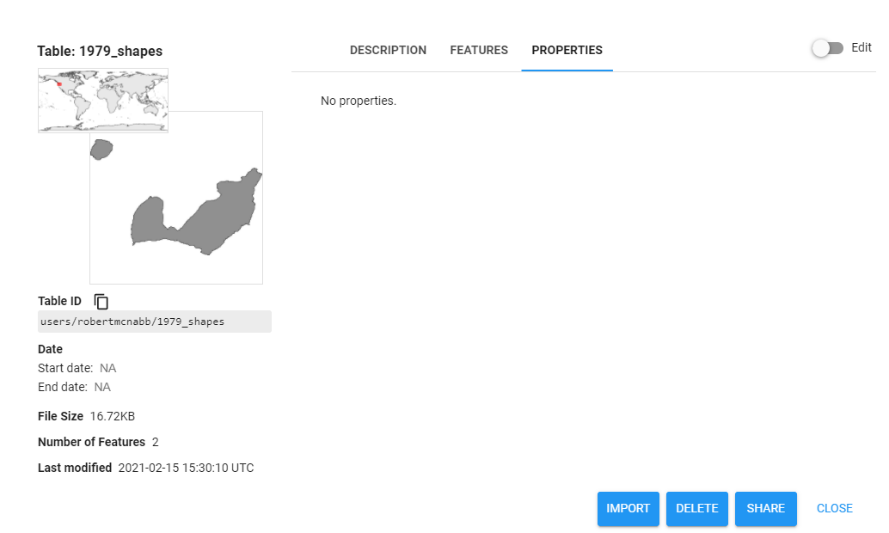 Table: 1979_shapes
DESCRIPTION FEATURES PROPERTIES Edit
No properties.
Table ID
users/robertmcnabb/1979_shapes
Date
Start date: NA
End date: NA
File Size 16.72KB
Number of Features 2
Last modified 2021-02-15 15:30:10 UTC
IMPORT DELETE SHARE CLOSE